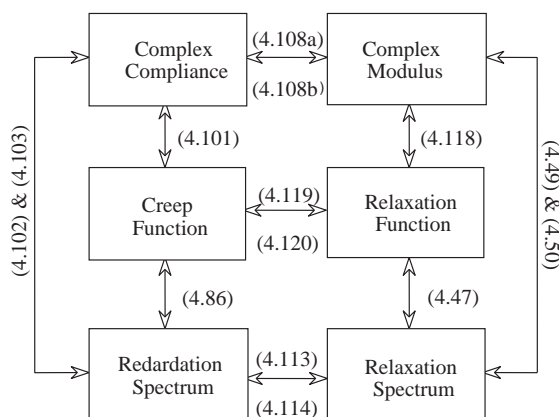 Complex
Compliance
(4.108a)
(4.108b)
Complex
Modulus
(4.101)
(4.118)
(4.102) & (4.103)
(4.49) & (4.50)
Creep
Function
(4.119)
(4.120)
Relaxation
Function
(4.86)
(4.47)
Redardation
Spectrum
(4.113)
(4.114)
Relaxation
Spectrum